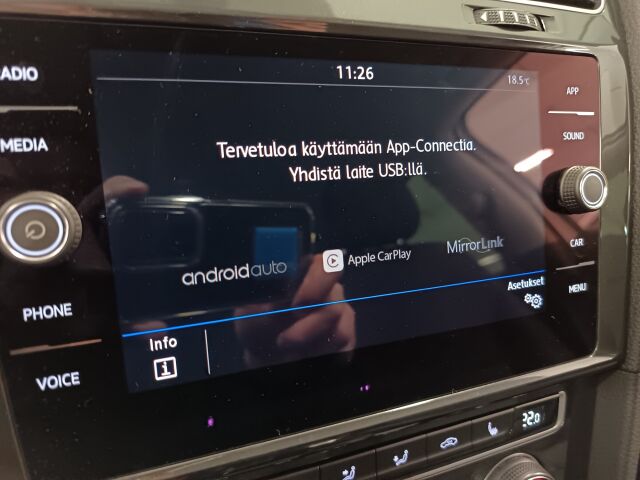 11:26
18.5°C
ADIO
MEDIA
PHONE
VOICE
Tervetuloa käyttämään App-Connectia.
Yhdistä laite USB:llä.
androidauto
Apple CarPlay
MirrorLink
Asetukset
Info
i
APP
SOUND
CAR
MENU
22.0